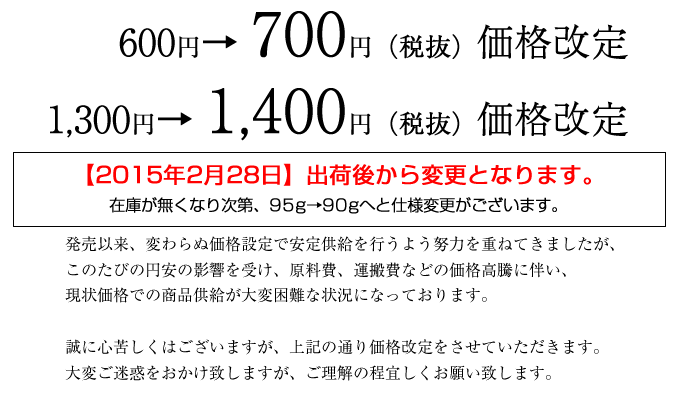 600円→700円（税抜）価格改定
1,300円→1,400円（税抜）価格改定
【2015年2月28日】出荷後から変更となります。
在庫が無くなり次第、95g→90gへと仕様変更がございます。
発売以来、変わらぬ価格設定で安定供給を行うよう努力を重ねてきましたが、
このたびの円安の影響を受け、原料費、運搬費などの価格高騰に伴い、
現状価格での商品供給が大変困難な状況になっております。
誠に心苦しくはございますが、上記の通り価格改定をさせていただきます。
大変ご迷惑をおかけ致しますが、ご理解の程宜しくお願い致します。